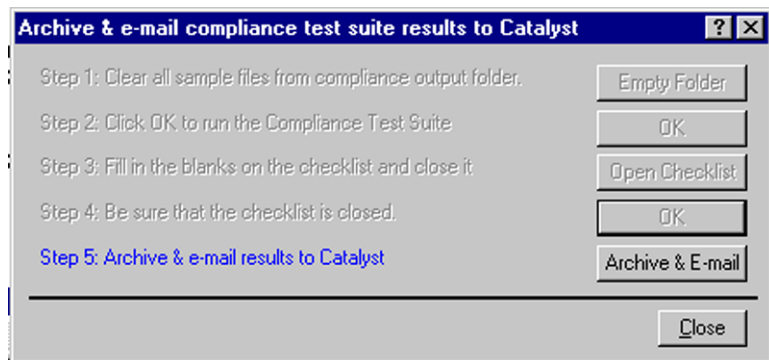 Archive & e-mail compliance test suite results to Catalyst
Step 1: Clear all sample files from compliance output folder. Empty Folder
Step 2: Click OK to run the Compliance Test Suite OK
Step 3: Fill in the blanks on the checklist and close it Open Checklist
Step 4: Be sure that the checklist is closed. OK
Step 5: Archive & e-mail results to Catalyst Archive & E-mail
Close